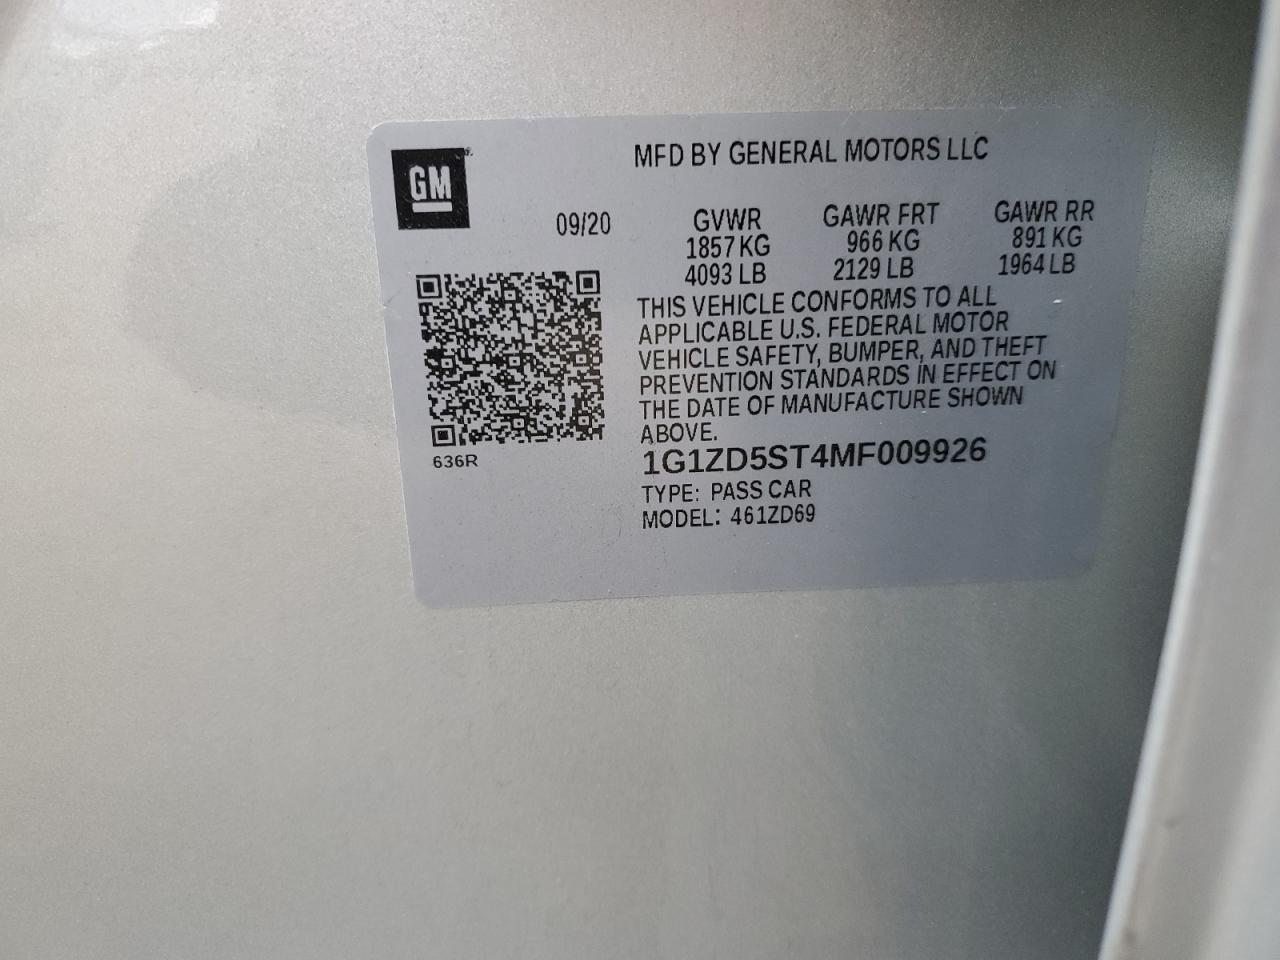 GM
MFD BY GENERAL MOTORS LLC
09/20
GVWR GAWR FRT GAWR RR
1857 KG 966 KG 891 KG
4093 LB 2129 LB 1964 LB
THIS VEHICLE CONFORMS TO ALL
APPLICABLE U.S. FEDERAL MOTOR
VEHICLE SAFETY, BUMPER, AND THEFT
PREVENTION STANDARDS IN EFFECT ON
THE DATE OF MANUFACTURE SHOWN
ABOVE.
636R
1G1ZD5ST4MF009926
TYPE: PASS CAR
MODEL: 461ZD69